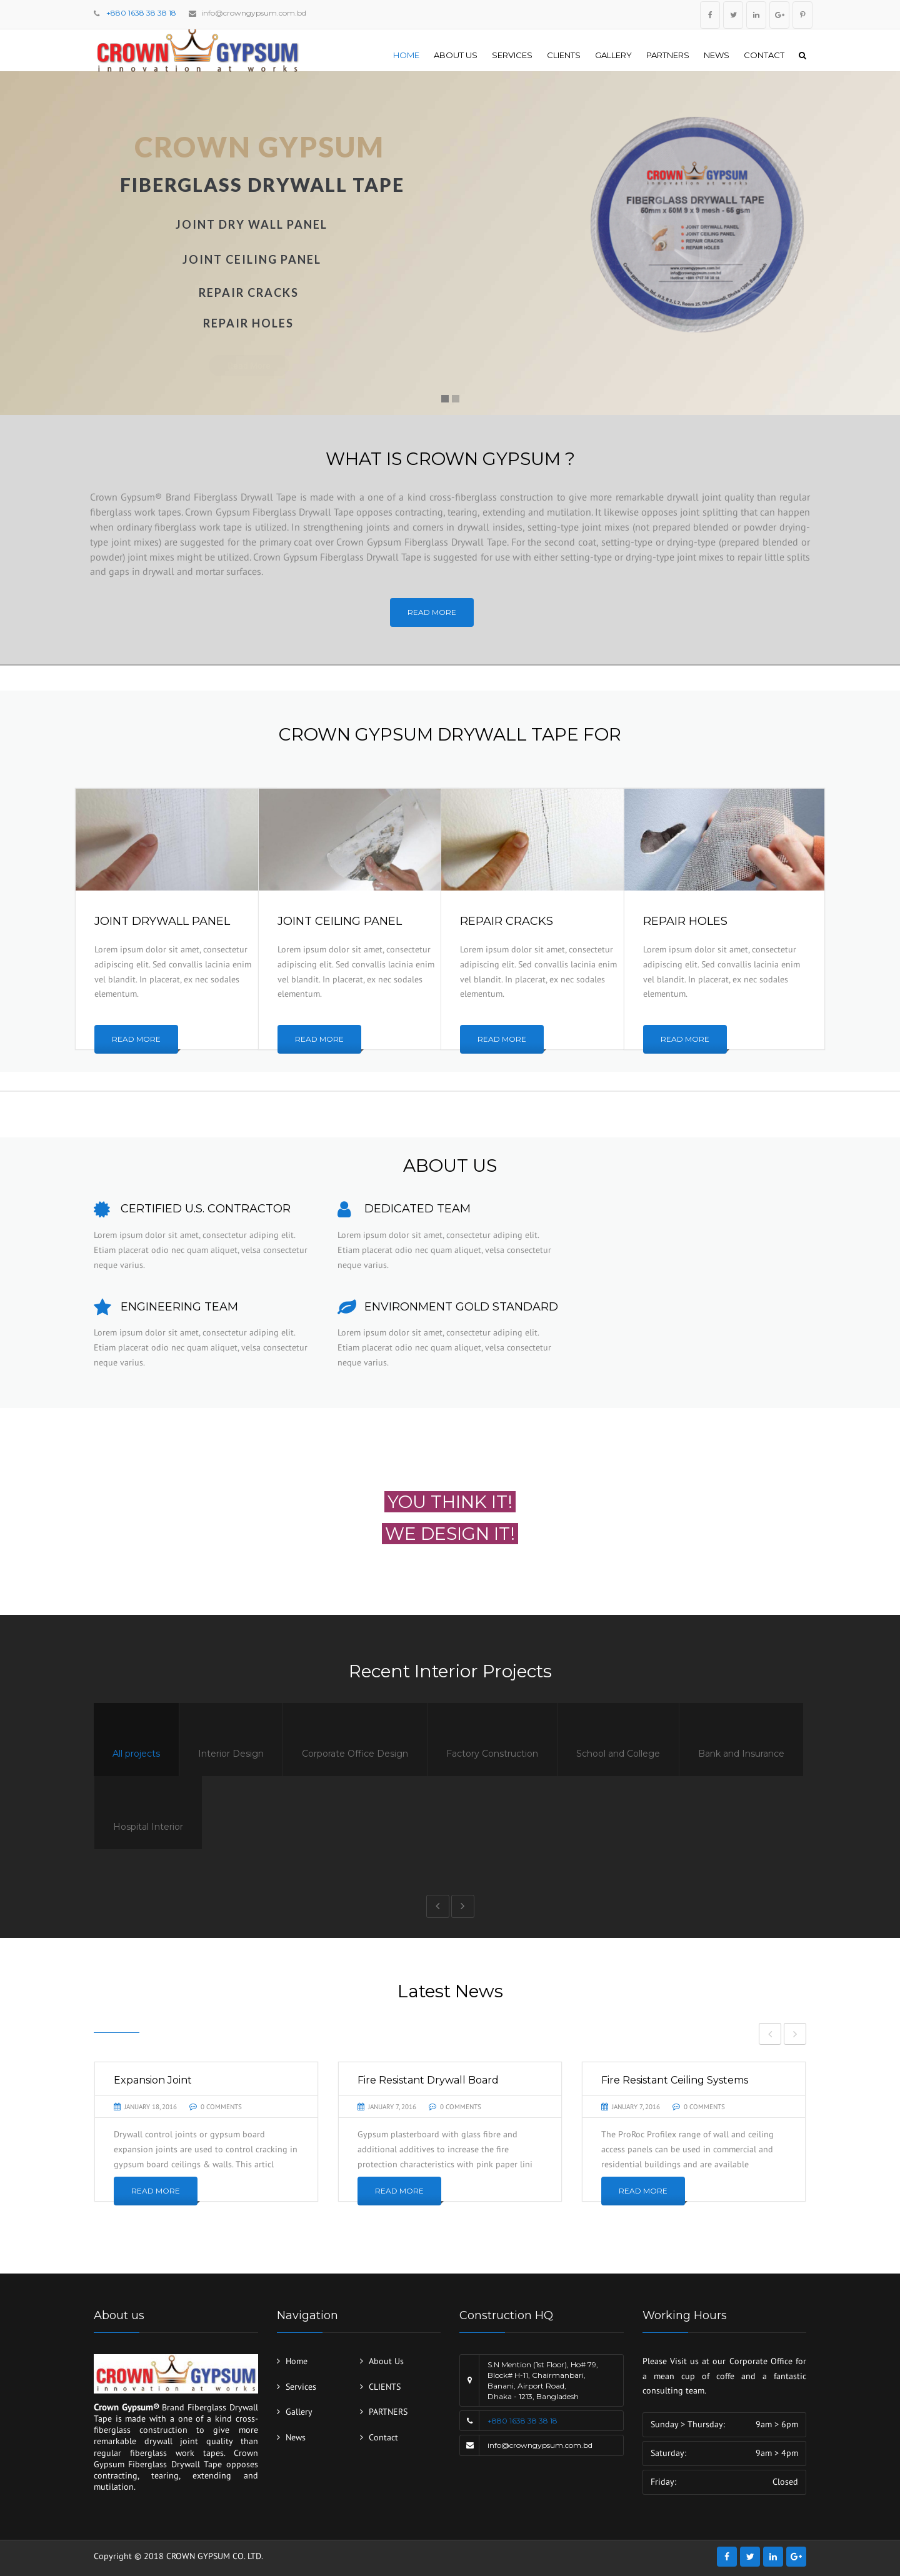 +880 1638 38 38 18 info@crowngypsum.com.bd
CROWN GYPSUM
innovation at works
HOME ABOUT US SERVICES CLIENTS GALLERY PARTNERS NEWS CONTACT
CROWN GYPSUM
FIBERGLASS DRYWALL TAPE
JOINT DRY WALL PANEL
JOINT CEILING PANEL
REPAIR CRACKS
REPAIR HOLES
CROWN GYPSUM
innovation at works
FIBERGLASS DRYWALL TAPE
50mm x 50M 9 x 9 mesh - 65 gsm
JOINT DRYWALL PANEL
JOINT CEILING PANEL
REPAIR CRACKS
REPAIR HOLES
WHAT IS CROWN GYPSUM ?
Crown Gypsum® Brand Fiberglass Drywall Tape is made with a one of a kind cross-fiberglass construction to give more remarkable drywall joint quality than regular
fiberglass work tapes. Crown Gypsum Fiberglass Drywall Tape opposes contracting, tearing, extending and mutilation. It likewise opposes joint splitting that can happen
when ordinary fiberglass work tape is utilized. In strengthening joints and corners in drywall insides, setting-type joint mixes (not prepared blended or powder drying-
type joint mixes) are suggested for the primary coat over Crown Gypsum Fiberglass Drywall Tape. For the second coat, setting-type or drying-type (prepared blended or
powder) joint mixes might be utilized. Crown Gypsum Fiberglass Drywall Tape is suggested for use with either setting-type or drying-type joint mixes to repair little splits
and gaps in drywall and mortar surfaces.
READ MORE
CROWN GYPSUM DRYWALL TAPE FOR
JOINT DRYWALL PANEL
Lorem ipsum dolor sit amet, consectetur
adipiscing elit. Sed convallis lacinia enim
vel blandit. In placerat, ex nec sodales
elementum.
READ MORE
JOINT CEILING PANEL
Lorem ipsum dolor sit amet, consectetur
adipiscing elit. Sed convallis lacinia enim
vel blandit. In placerat, ex nec sodales
elementum.
READ MORE
REPAIR CRACKS
Lorem ipsum dolor sit amet, consectetur
adipiscing elit. Sed convallis lacinia enim
vel blandit. In placerat, ex nec sodales
elementum.
READ MORE
REPAIR HOLES
Lorem ipsum dolor sit amet, consectetur
adipiscing elit. Sed convallis lacinia enim
vel blandit. In placerat, ex nec sodales
elementum.
READ MORE
ABOUT US
CERTIFIED U.S. CONTRACTOR
Lorem ipsum dolor sit amet, consectetur adiping elit.
Etiam placerat odio nec quam aliquet, velsa consectetur
neque varius.
DEDICATED TEAM
Lorem ipsum dolor sit amet, consectetur adiping elit.
Etiam placerat odio nec quam aliquet, velsa consectetur
neque varius.
ENGINEERING TEAM
Lorem ipsum dolor sit amet, consectetur adiping elit.
Etiam placerat odio nec quam aliquet, velsa consectetur
neque varius.
ENVIRONMENT GOLD STANDARD
Lorem ipsum dolor sit amet, consectetur adiping elit.
Etiam placerat odio nec quam aliquet, velsa consectetur
neque varius.
YOU THINK IT!
WE DESIGN IT!
Recent Interior Projects
All projects Interior Design Corporate Office Design Factory Construction School and College Bank and Insurance
Hospital Interior
Latest News
Expansion Joint
JANUARY 18, 2016 0 COMMENTS
Drywall control joints or gypsum board
expansion joints are used to control cracking in
gypsum board ceilings & walls. This articl
READ MORE
Fire Resistant Drywall Board
JANUARY 7, 2016 0 COMMENTS
Gypsum plasterboard with glass fibre and
additional additives to increase the fire
protection characteristics with pink paper lini
READ MORE
Fire Resistant Ceiling Systems
JANUARY 7, 2016 0 COMMENTS
The ProRoc Profilex range of wall and ceiling
access panels can be used in commercial and
residential buildings and are available
READ MORE
About us
CROWN GYPSUM
innovation at works
Crown Gypsum® Brand Fiberglass Drywall
Tape is made with a one of a kind cross-
fiberglass construction to give more
remarkable drywall joint quality than
regular fiberglass work tapes. Crown
Gypsum Fiberglass Drywall Tape opposes
contracting, tearing, extending and
mutilation.
Navigation
Home About Us
Services CLIENTS
Gallery PARTNERS
News Contact
Construction HQ
S.N Mention (1st Floor), Ho# 79,
Block# H-11, Chairmanbari,
Banani, Airport Road,
Dhaka - 1213, Bangladesh
+880 1638 38 38 18
info@crowngypsum.com.bd
Working Hours
Please Visit us at our Corporate Office for
a mean cup of coffe and a fantastic
consulting team.
Sunday > Thursday: 9am > 6pm
Saturday: 9am > 4pm
Friday: Closed
Copyright © 2018 CROWN GYPSUM CO. LTD.